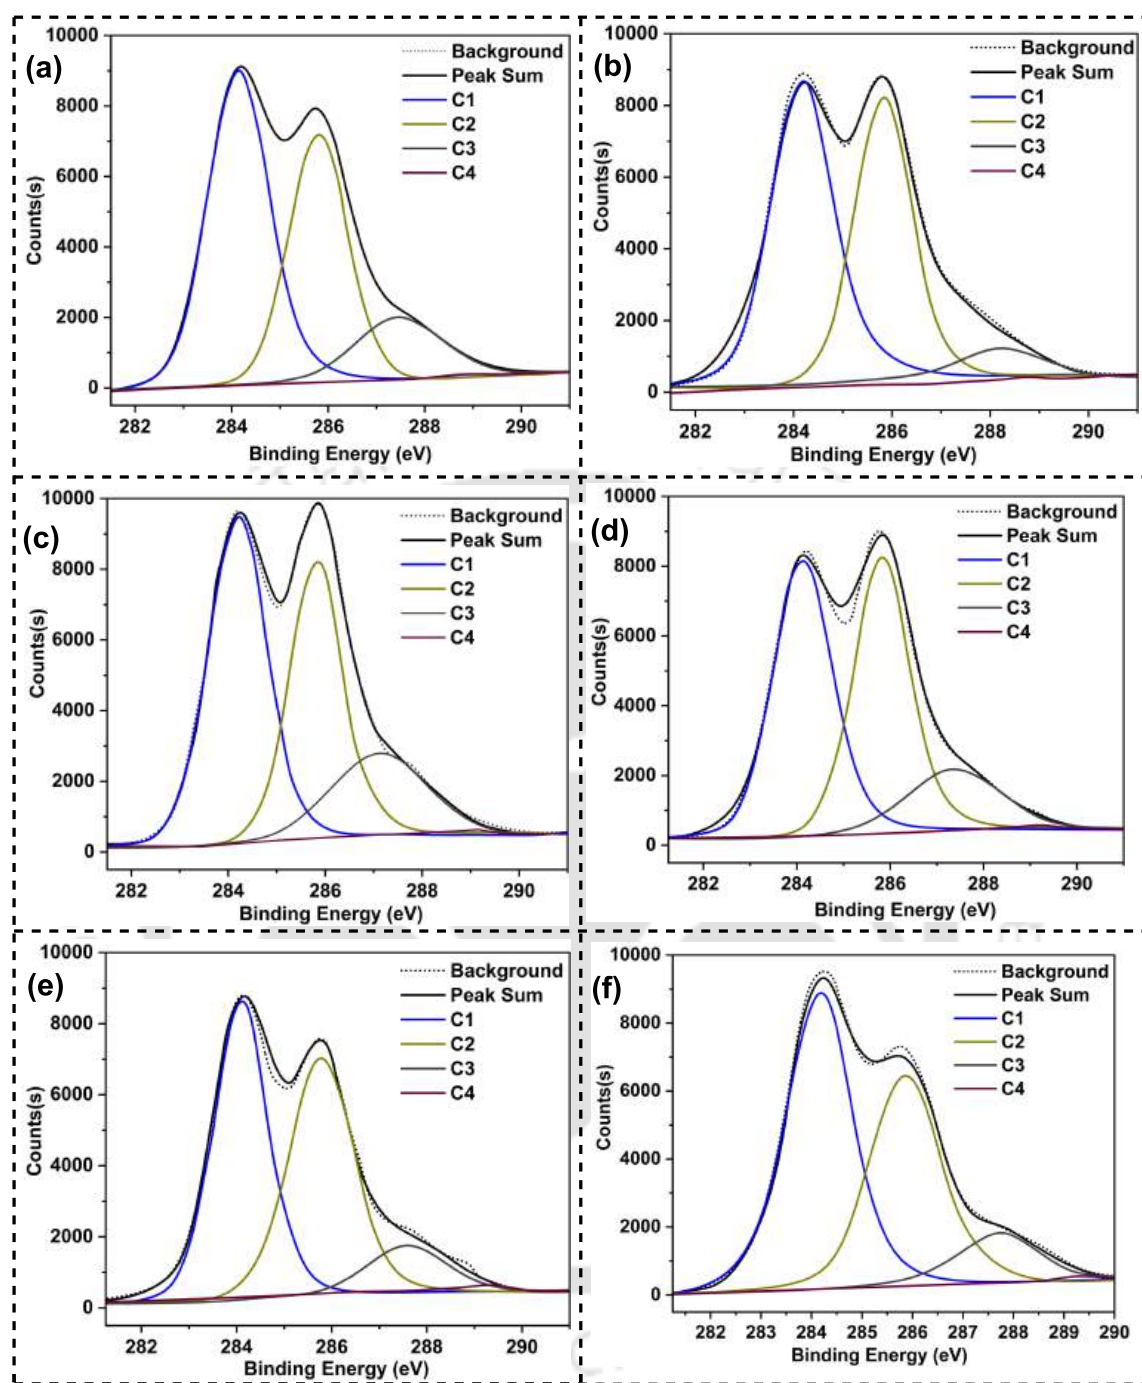 (a)
10000
8000
6000
4000
2000
0
Counts(s)
Background
Peak Sum
C1
C2
C3
C4
282 284 286 288 290
Binding Energy (eV)
(b)
10000
8000
6000
4000
2000
0
Counts(s)
Background
Peak Sum
C1
C2
C3
C4
282 284 286 288 290
Binding Energy (eV)
(c)
10000
8000
6000
4000
2000
0
Counts(s)
Background
Peak Sum
C1
C2
C3
C4
282 284 286 288 290
Binding Energy (eV)
(d)
10000
8000
6000
4000
2000
0
Counts(s)
Background
Peak Sum
C1
C2
C3
C4
282 284 286 288 290
Binding Energy (eV)
(e)
10000
8000
6000
4000
2000
0
Counts(s)
Background
Peak Sum
C1
C2
C3
C4
282 284 286 288 290
Binding Energy (eV)
(f)
10000
8000
6000
4000
2000
0
Counts(s)
Background
Peak Sum
C1
C2
C3
C4
282 283 284 285 286 287 288 289 290
Binding Energy (eV)